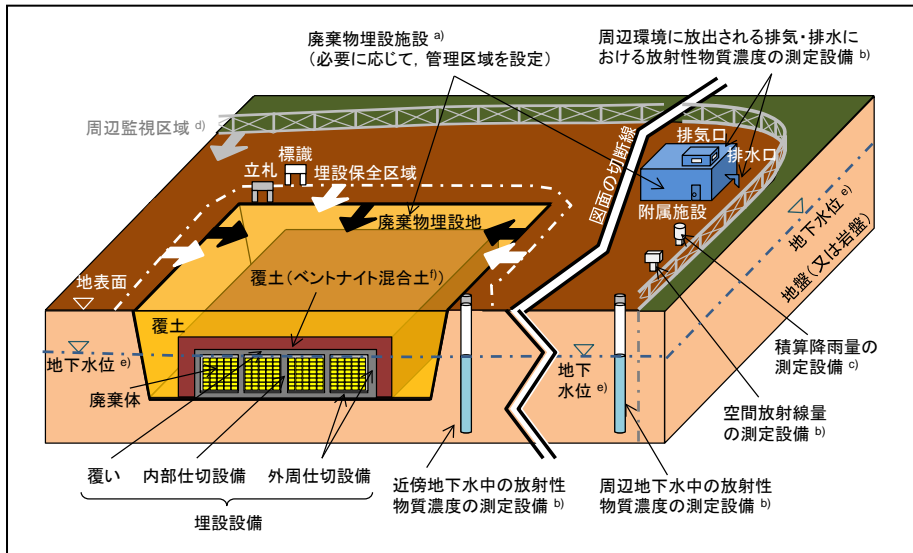 廃棄物埋設施設 a)
(必要に応じて，管理区域を設定)
周辺環境に放出される排気・排水に
おける放射性物質濃度の測定設備 b)
周辺監視区域 d)
標識
立札
埋設保全区域
廃棄物埋設地
図面の切断線
排気口
排水口
附属施設
地下水位 e)
地盤(又は岩盤)
地表面
覆土(ベントナイト混合土f))
覆土
地下水位 e)
廃棄体
地下
水位 e)
積算降雨量の
測定設備 c)
空間放射線量
の測定設備 b)
覆い
内部仕切設備
外周仕切設備
埋設設備
近傍地下水中の放射性
物質濃度の測定設備 b)
周辺地下水中の放射性
物質濃度の測定設備 b)